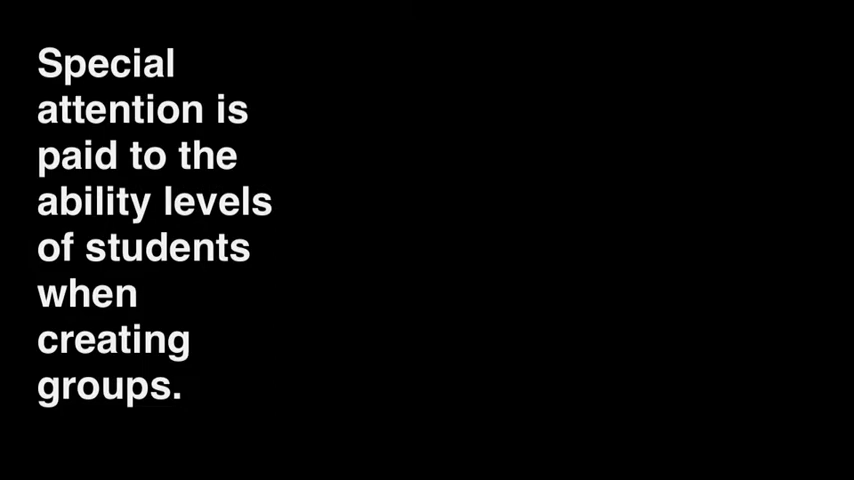 Special
attention is
paid to the
ability levels
of students
when
creating
groups.